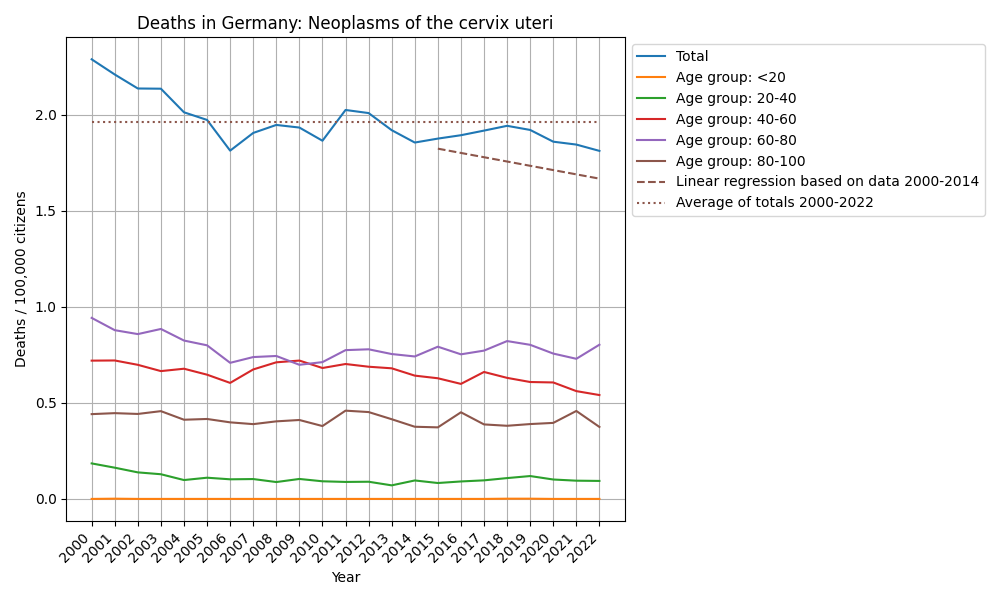 Deaths in Germany: Neoplasms of the cervix uteri
Deaths / 100,000 citizens
2.0
1.5
1.0
0.5
0.0
2000
2001
2002
2003
2004
2005
2006
2007
2008
2009
2010
2011
2012
2013
2014
2015
2016
2017
2018
2019
2020
2021
2022
Year
Total
Age group: <20
Age group: 20-40
Age group: 40-60
Age group: 60-80
Age group: 80-100
Linear regression based on data 2000-2014
Average of totals 2000-2022